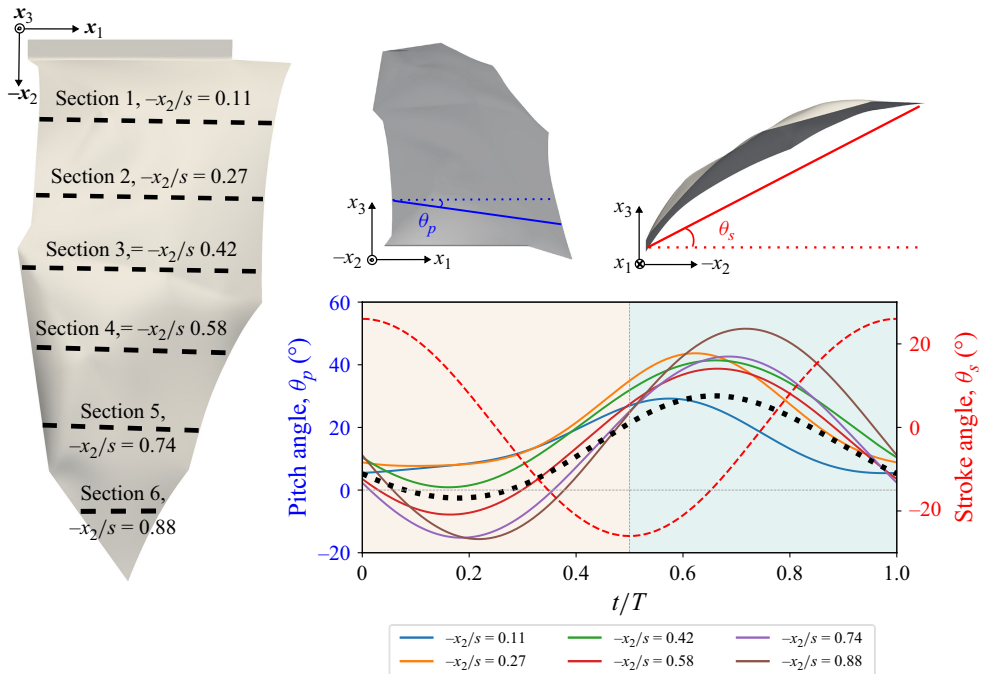 x3
x1
–x2
Section 1, –x2/s = 0.11
Section 2, –x2/s = 0.27
Section 3,= –x2/s 0.42
Section 4,= –x2/s 0.58
Section 5,
–x2/s = 0.74
Section 6,
–x2/s = 0.88
x3
θp
–x2
x1
x3
θs
x1
–x2
Pitch angle, θp (°)
60
40
20
0
–20
Stroke angle, θs (°)
20
0
–20
0
0.2
0.4
0.6
0.8
1.0
t/T
–x2/s = 0.11
–x2/s = 0.42
–x2/s = 0.74
–x2/s = 0.27
–x2/s = 0.58
–x2/s = 0.88